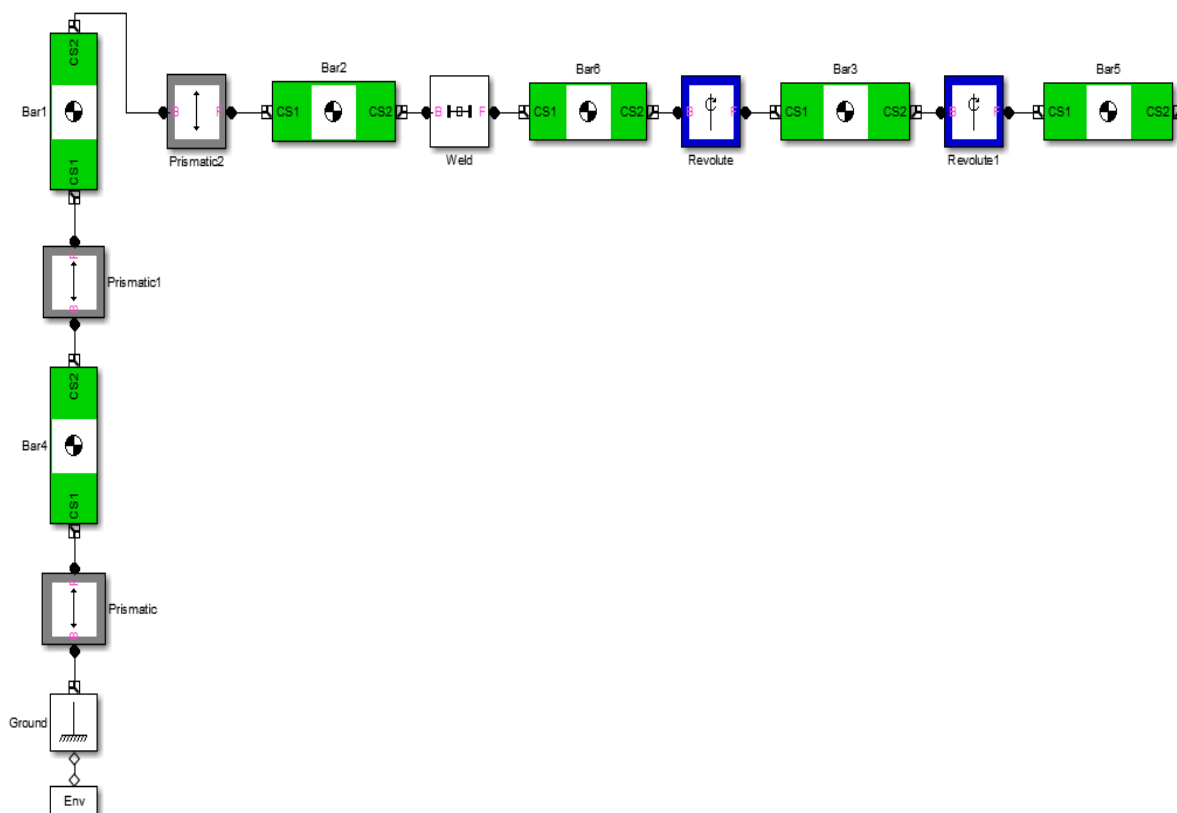 CS2
Bar1
CS1
B
F
Prismatic2
Bar2
CS1
CS2
B
F
Weld
Bar6
CS1
CS2
B
F
Revolute
Bar3
CS1
CS2
B
F
Revolute1
Bar5
CS1
CS2
F
Prismatic1
B
CS2
Bar4
CS1
F
Prismatic
B
Ground
Env